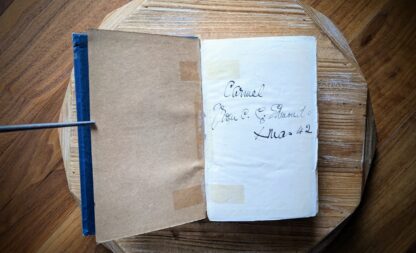 Carmel
from C. C.
Xmas 42